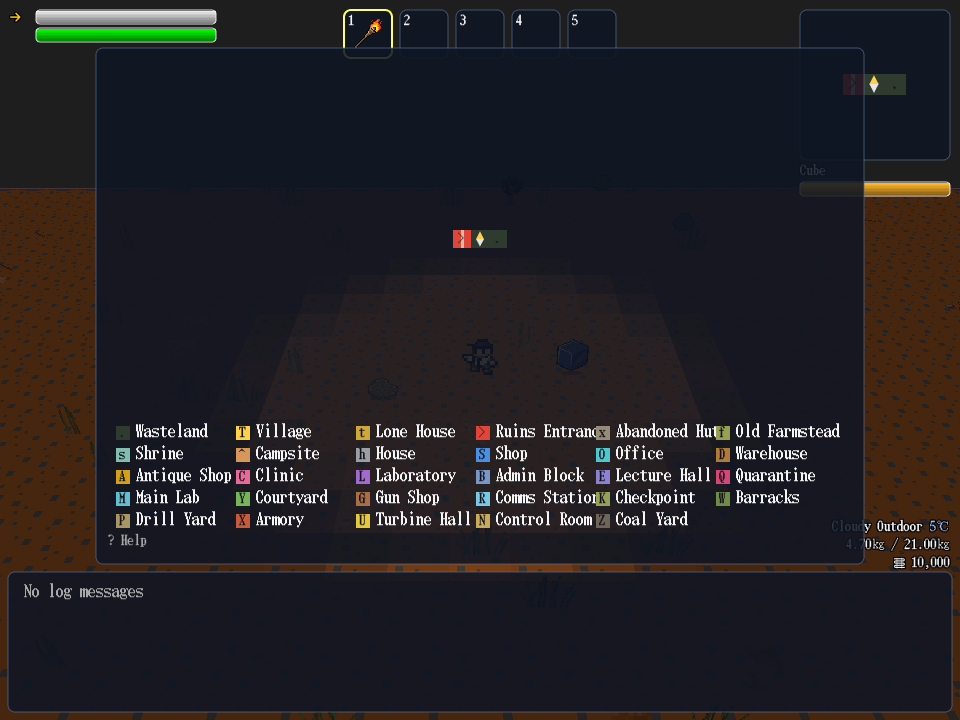 1 2 3 4 5
Cube
. Wasteland T Village t Lone House > Ruins Entranc x Abandoned Hut f Old Farmstead
s Shrine ^ Campsite h House S Shop O Office D Warehouse
A Antique Shop C Clinic L Laboratory B Admin Block E Lecture Hall Q Quarantine
M Main Lab Y Courtyard G Gun Shop R Comms Station K Checkpoint W Barracks
P Drill Yard X Armory U Turbine Hall N Control Room Z Coal Yard
Cloudy Outdoor 5℃
? Help
4.70kg / 21.00kg
10,000
No log messages